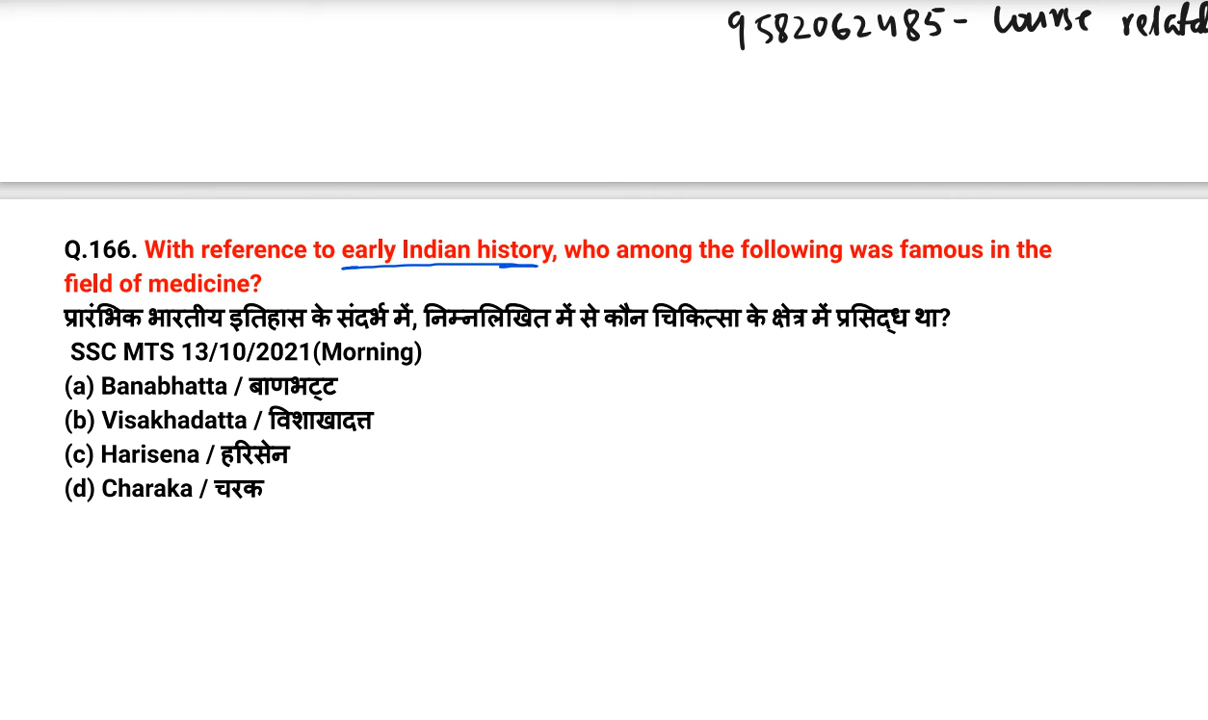 9582062485- Course related
Q.166. With reference to early Indian history, who among the following was famous in the
field of medicine?
प्रारंभिक भारतीय इतिहास के संदर्भ में, निम्नलिखित में से कौन चिकित्सा के क्षेत्र में प्रसिद्ध था?
SSC MTS 13/10/2021(Morning)
(a) Banabhatta / बाणभट्ट
(b) Visakhadatta / विशाखादत्त
(c) Harisena / हरिसेन
(d) Charaka / चरक